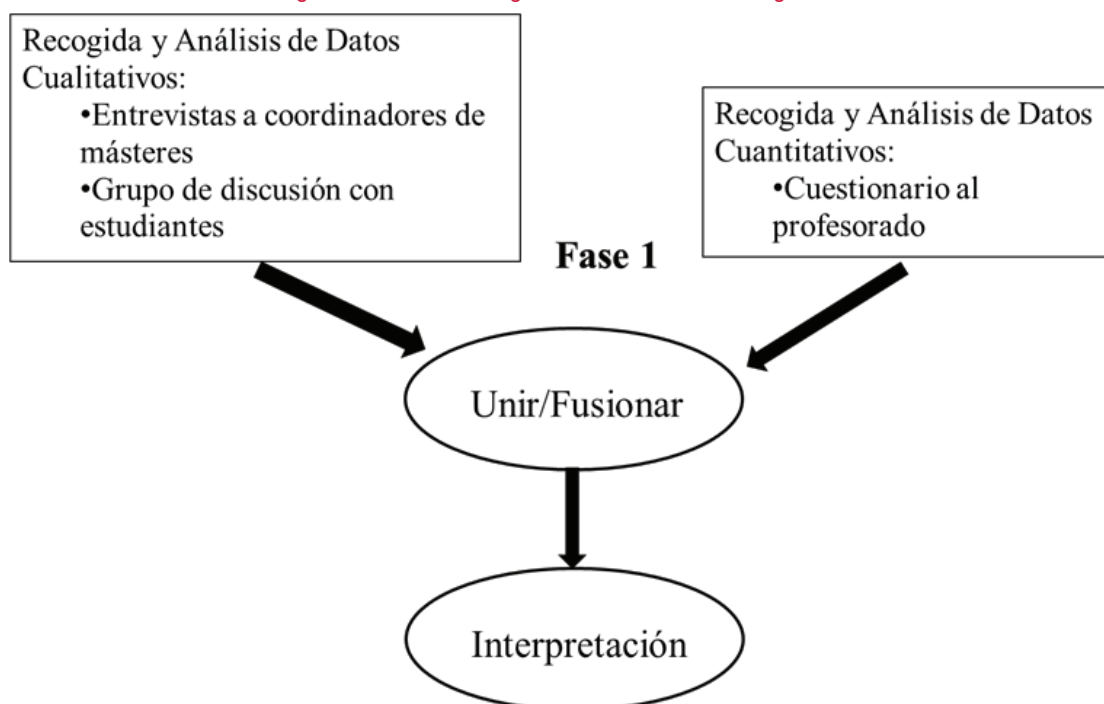 Recogida y Análisis de Datos
Cualitativos:
•Entrevistas a coordinadores de
másteres
•Grupo de discusión con
estudiantes
Recogida y Análisis de Datos
Cuantitativos:
•Cuestionario al
profesorado
Fase 1
Unir/Fusionar
Interpretación